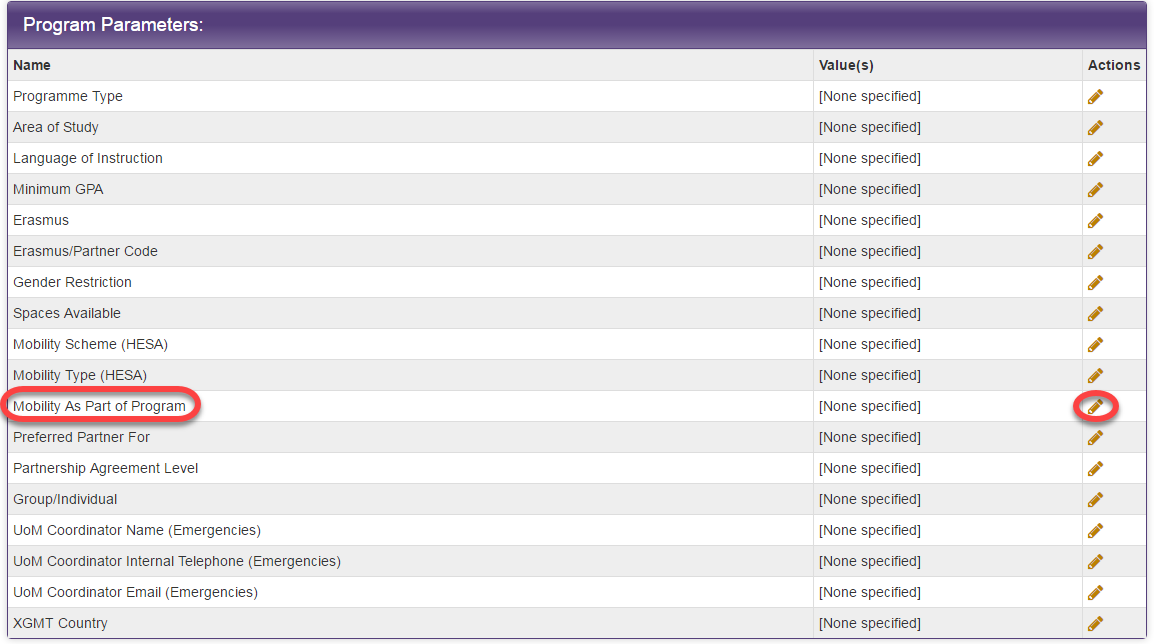 Program Parameters:
Name Value(s) Actions
Programme Type [None specified]
Area of Study [None specified]
Language of Instruction [None specified]
Minimum GPA [None specified]
Erasmus [None specified]
Erasmus/Partner Code [None specified]
Gender Restriction [None specified]
Spaces Available [None specified]
Mobility Scheme (HESA) [None specified]
Mobility Type (HESA) [None specified]
Mobility As Part of Program [None specified]
Preferred Partner For [None specified]
Partnership Agreement Level [None specified]
Group/Individual [None specified]
UoM Coordinator Name (Emergencies) [None specified]
UoM Coordinator Internal Telephone (Emergencies) [None specified]
UoM Coordinator Email (Emergencies) [None specified]
XGMT Country [None specified]